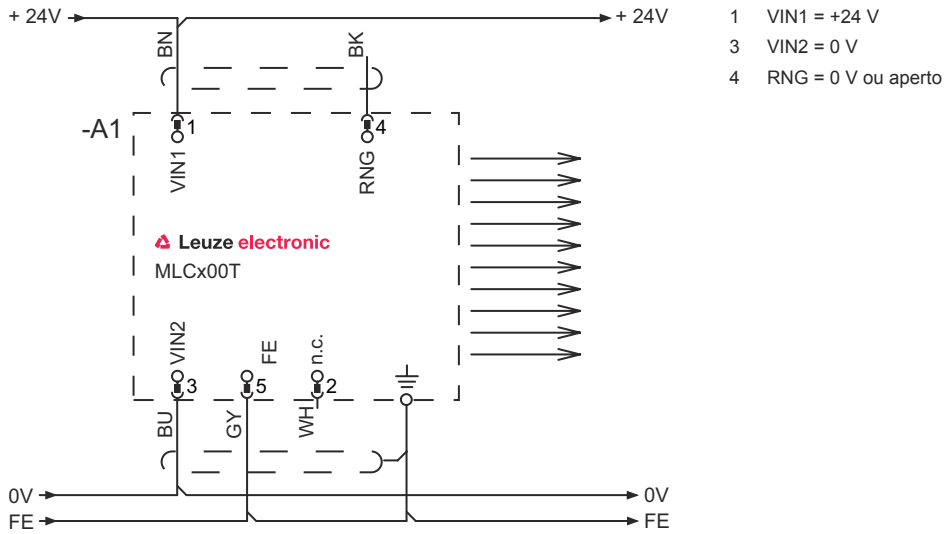 + 24V
+ 24V
BN
BK
-A1
1
4
VIN1
RNG
Leuze electronic
MLCx00T
VIN2
FE
n.c.
3
5
2
BU
GY
WH
0V
0V
FE
FE
1 VIN1 = +24 V
3 VIN2 = 0 V
4 RNG = 0 V ou aperto